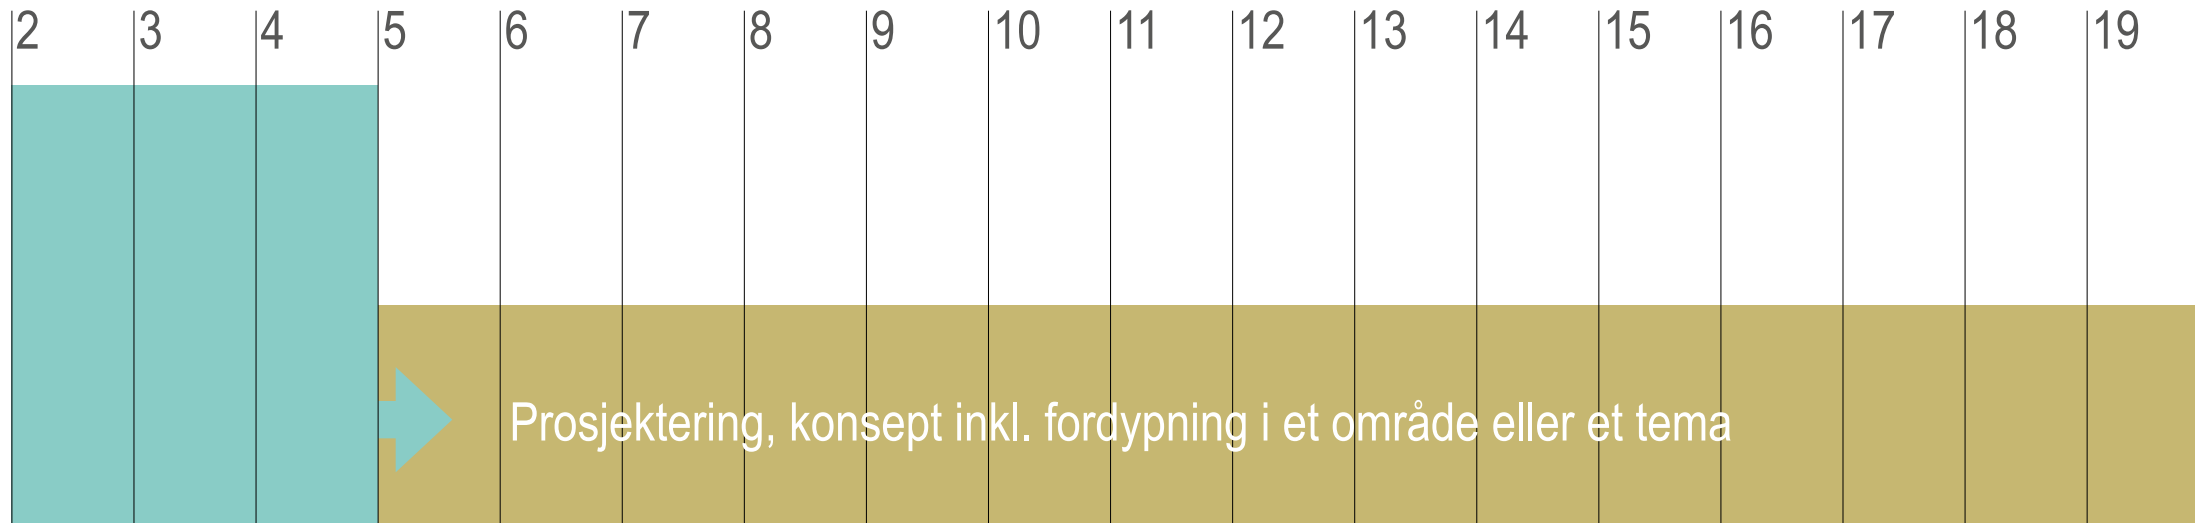 2 3 4 5 6 7 8 9 10 11 12 13 14 15 16 17 18 19
Prosjektering, konsept inkl. fordypning i et område eller et tema